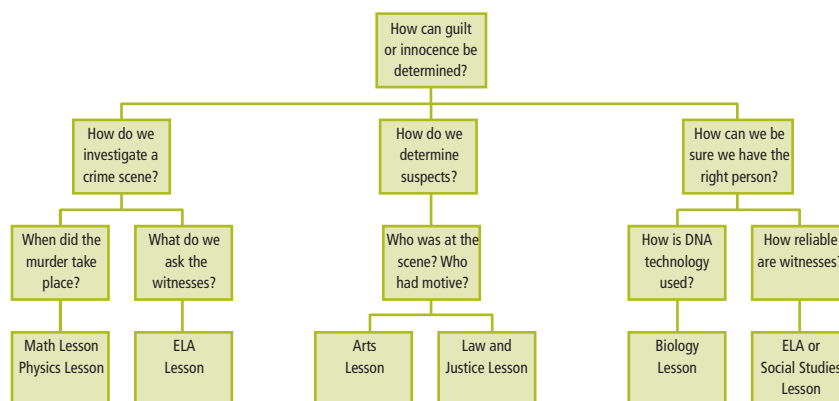 How can guilt
or innocence be
determined?
How do we
investigate a
crime scene?
How do we
determine
suspects?
How can we be
sure we have the
right person?
When did the
murder take
place?
What do we
ask the
witnesses?
Who was at the
scene? Who
had motive?
How is DNA
technology
used?
How reliable
are witnesses?
Math Lesson
Physics Lesson
ELA
Lesson
Arts
Lesson
Law and
Justice Lesson
Biology
Lesson
ELA or
Social Studies
Lesson